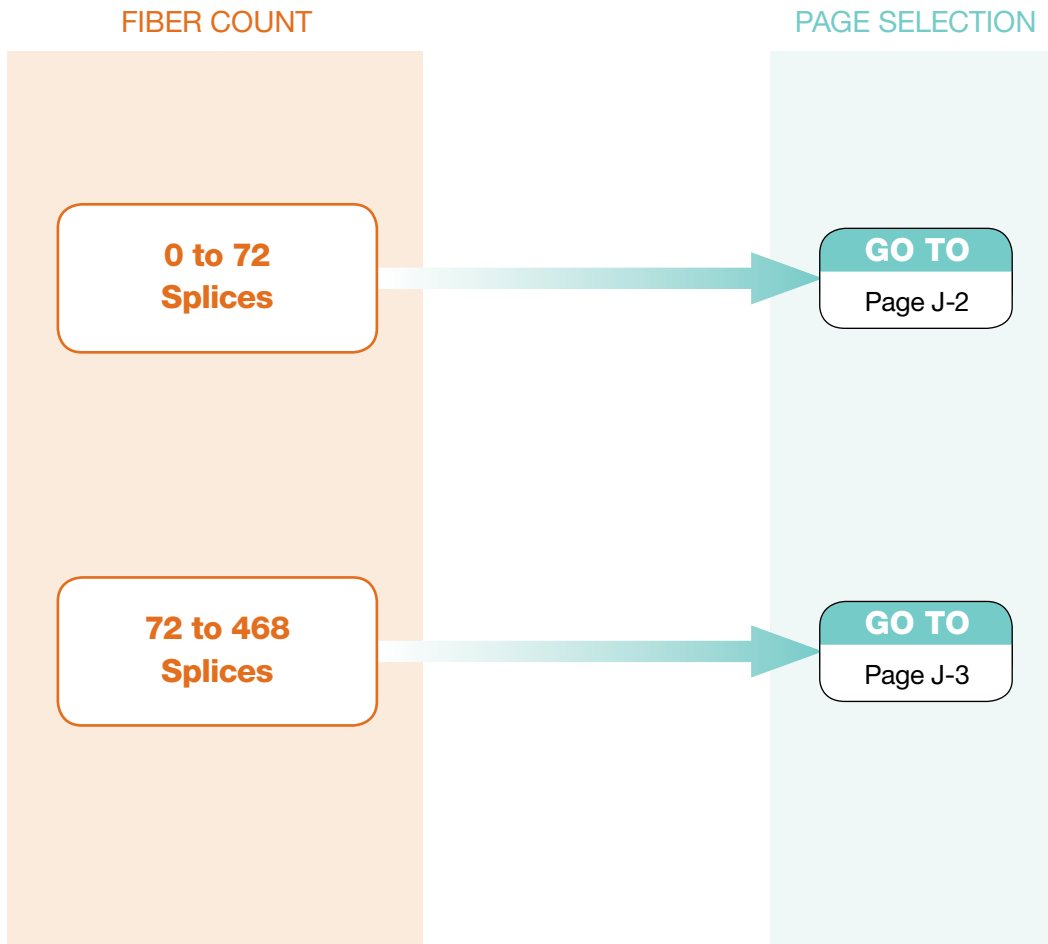 FIBER COUNT
PAGE SELECTION
0 to 72
Splices
GO TO
Page J-2
72 to 468
Splices
GO TO
Page J-3